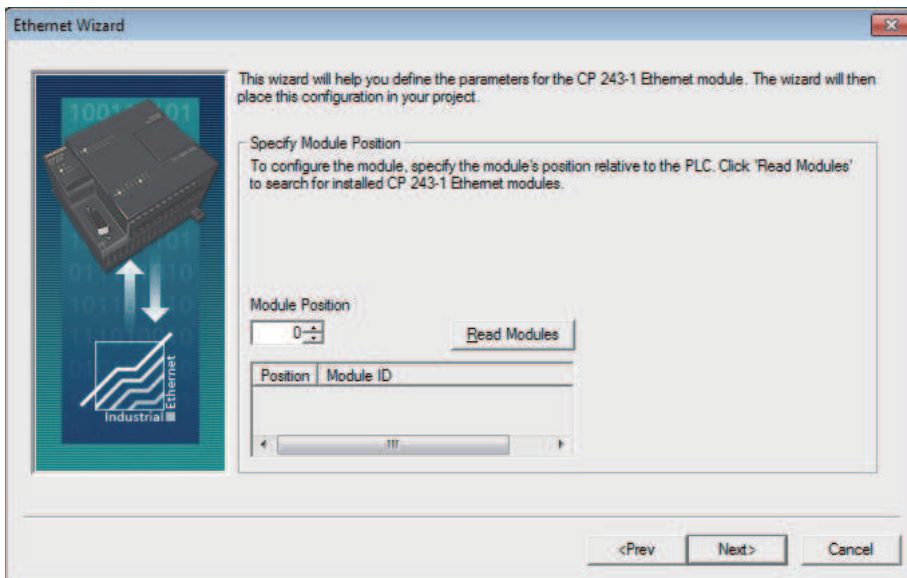 Ethernet Wizard
This wizard will help you define the parameters for the CP 243-1 Ethernet module. The wizard will then
place this configuration in your project.
Specify Module Position
To configure the module, specify the module's position relative to the PLC. Click 'Read Modules'
to search for installed CP 243-1 Ethernet modules.
Module Position
0
Read Modules
Position Module ID
Industrial
Ethernet
<Prev Next> Cancel